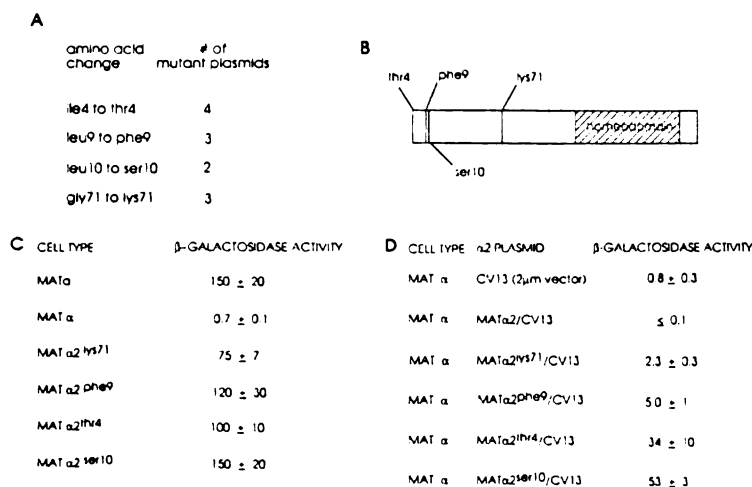 A
amino acid change # of mutant plasmids
ile4 to thr4 4
leu9 to phe9 3
leu10 to ser10 2
gly71 to lys71 3
B
thr4 phe9 lys71
homeodomain
ser10
C CELL TYPE β-GALACTOSIDASE ACTIVITY
MATa 150 ± 20
MAT α 0.7 ± 0.1
MAT α2 lys71 75 ± 7
MAT α2 phe9 120 ± 30
MAT α2 thr4 100 ± 10
MAT α2 ser10 150 ± 20
D CELL TYPE α2 PLASMID β-GALACTOSIDASE ACTIVITY
MAT α CV13 (2μm vector) 0.8 ± 0.3
MAT α MATα2/CV13 ≤ 0.1
MAT α MATα2lys71/CV13 2.3 ± 0.3
MAT α MATα2phe9/CV13 5.0 ± 1
MAT α MATα2thr4/CV13 34 ± 10
MAT α MATα2ser10/CV13 53 ± 3